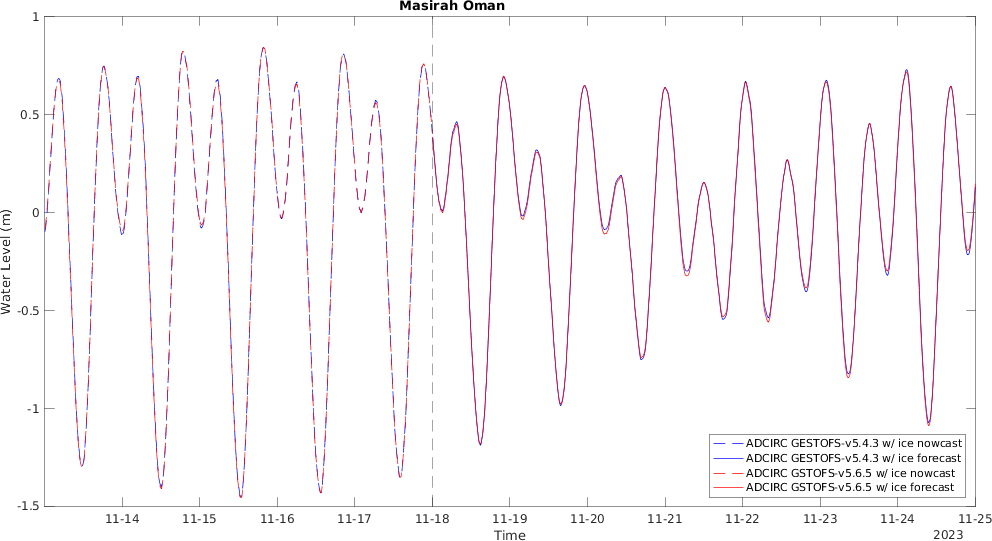 Masirah Oman
1
0.5
0
-0.5
-1
-1.5
Water Level (m)
ADCIRC GESTOFS-v5.4.3 w/ ice nowcast
ADCIRC GESTOFS-v5.4.3 w/ ice forecast
ADCIRC GSTOFS-v5.6.5 w/ ice nowcast
ADCIRC GSTOFS-v5.6.5 w/ ice forecast
11-14 11-15 11-16 11-17 11-18 11-19 11-20 11-21 11-22 11-23 11-24 11-25
Time
2023